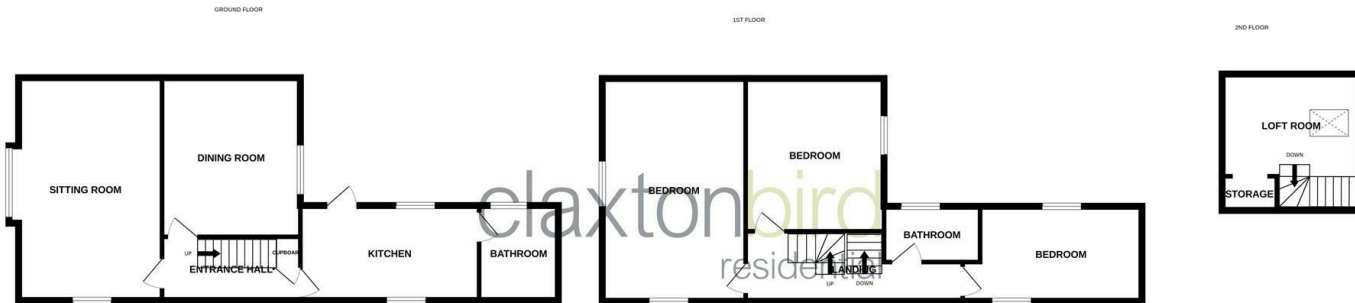 GROUND FLOOR
SITTING ROOM
DINING ROOM
UP
ENTRANCE HALL
CUPBOARD
KITCHEN
BATHROOM
1ST FLOOR
BEDROOM
BEDROOM
LANDING
UP
DOWN
BATHROOM
BEDROOM
claxtonbird
residential
2ND FLOOR
LOFT ROOM
DOWN
STORAGE